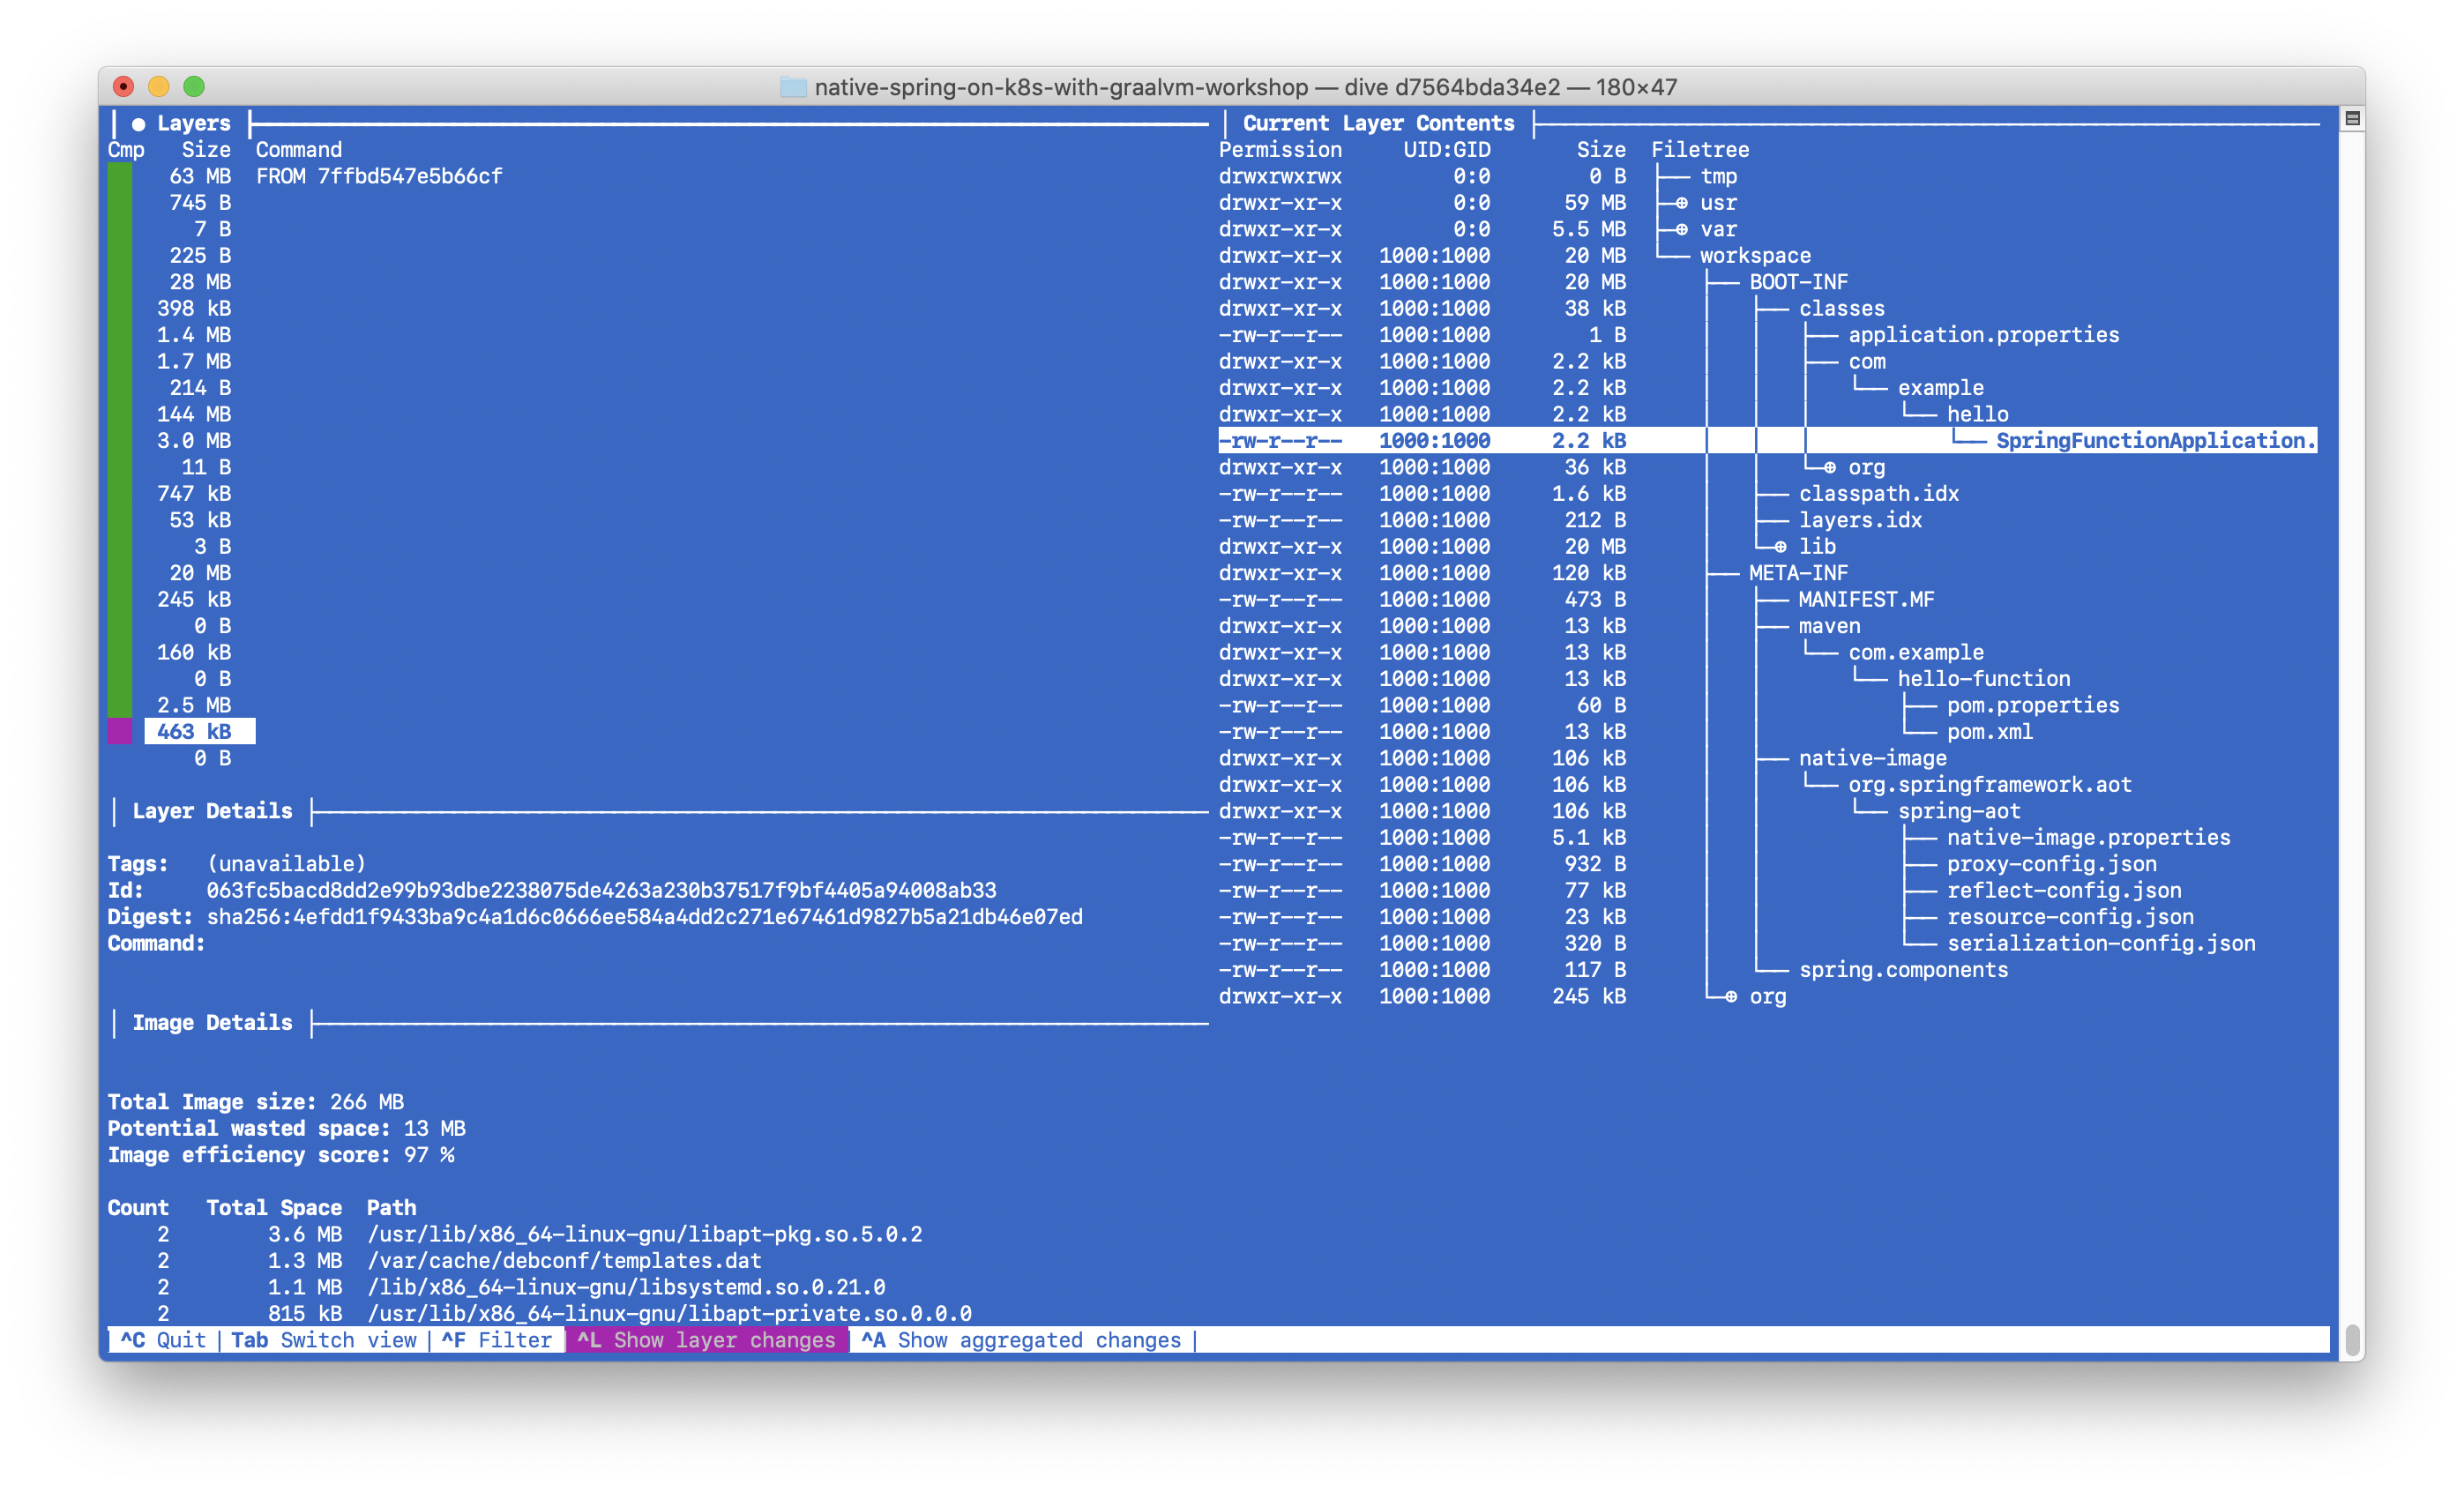 native-spring-on-k8s-with-graalvm-workshop — dive d7564bda34e2 — 180×47
│ ● Layers ├
Cmp Size Command
63 MB FROM 7ffbd547e5b66cf
745 B
7 B
225 B
28 MB
398 kB
1.4 MB
1.7 MB
214 B
144 MB
3.0 MB
11 B
747 kB
53 kB
3 B
20 MB
245 kB
0 B
160 kB
0 B
2.5 MB
463 kB
0 B
│ Layer Details ├
Tags: (unavailable)
Id: 063fc5bacd8dd2e99b93dbe2238075de4263a230b37517f9bf4405a94008ab33
Digest: sha256:4efdd1f9433ba9c4a1d6c0666ee584a4dd2c271e67461d9827b5a21db46e07ed
Command:
│ Image Details ├
Total Image size: 266 MB
Potential wasted space: 13 MB
Image efficiency score: 97 %
Count Total Space Path
2 3.6 MB /usr/lib/x86_64-linux-gnu/libapt-pkg.so.5.0.2
2 1.3 MB /var/cache/debconf/templates.dat
2 1.1 MB /lib/x86_64-linux-gnu/libsystemd.so.0.21.0
2 815 kB /usr/lib/x86_64-linux-gnu/libapt-private.so.0.0.0
│ Current Layer Contents ├
Permission UID:GID Size Filetree
drwxrwxrwx 0:0 0 B ├── tmp
drwxr-xr-x 0:0 59 MB ├─⊕ usr
drwxr-xr-x 0:0 5.5 MB ├─⊕ var
drwxr-xr-x 1000:1000 20 MB └── workspace
drwxr-xr-x 1000:1000 20 MB ├── BOOT-INF
drwxr-xr-x 1000:1000 38 kB │ ├── classes
-rw-r--r-- 1000:1000 1 B │ │ ├── application.properties
drwxr-xr-x 1000:1000 2.2 kB │ │ ├── com
drwxr-xr-x 1000:1000 2.2 kB │ │ │ └── example
drwxr-xr-x 1000:1000 2.2 kB │ │ │ └── hello
-rw-r--r-- 1000:1000 2.2 kB │ │ │ └── SpringFunctionApplication.
drwxr-xr-x 1000:1000 36 kB │ │ └─⊕ org
-rw-r--r-- 1000:1000 1.6 kB │ ├── classpath.idx
-rw-r--r-- 1000:1000 212 B │ ├── layers.idx
drwxr-xr-x 1000:1000 20 MB │ └─⊕ lib
drwxr-xr-x 1000:1000 120 kB ├── META-INF
-rw-r--r-- 1000:1000 473 B │ ├── MANIFEST.MF
drwxr-xr-x 1000:1000 13 kB │ ├── maven
drwxr-xr-x 1000:1000 13 kB │ │ └── com.example
drwxr-xr-x 1000:1000 13 kB │ │ └── hello-function
-rw-r--r-- 1000:1000 60 B │ │ ├── pom.properties
-rw-r--r-- 1000:1000 13 kB │ │ └── pom.xml
drwxr-xr-x 1000:1000 106 kB │ ├── native-image
drwxr-xr-x 1000:1000 106 kB │ │ └── org.springframework.aot
drwxr-xr-x 1000:1000 106 kB │ │ └── spring-aot
-rw-r--r-- 1000:1000 5.1 kB │ │ ├── native-image.properties
-rw-r--r-- 1000:1000 932 B │ │ ├── proxy-config.json
-rw-r--r-- 1000:1000 77 kB │ │ ├── reflect-config.json
-rw-r--r-- 1000:1000 23 kB │ │ ├── resource-config.json
-rw-r--r-- 1000:1000 320 B │ │ └── serialization-config.json
-rw-r--r-- 1000:1000 117 B │ └── spring.components
drwxr-xr-x 1000:1000 245 kB └─⊕ org
^C Quit | Tab Switch view | ^F Filter | ^L Show layer changes | ^A Show aggregated changes |